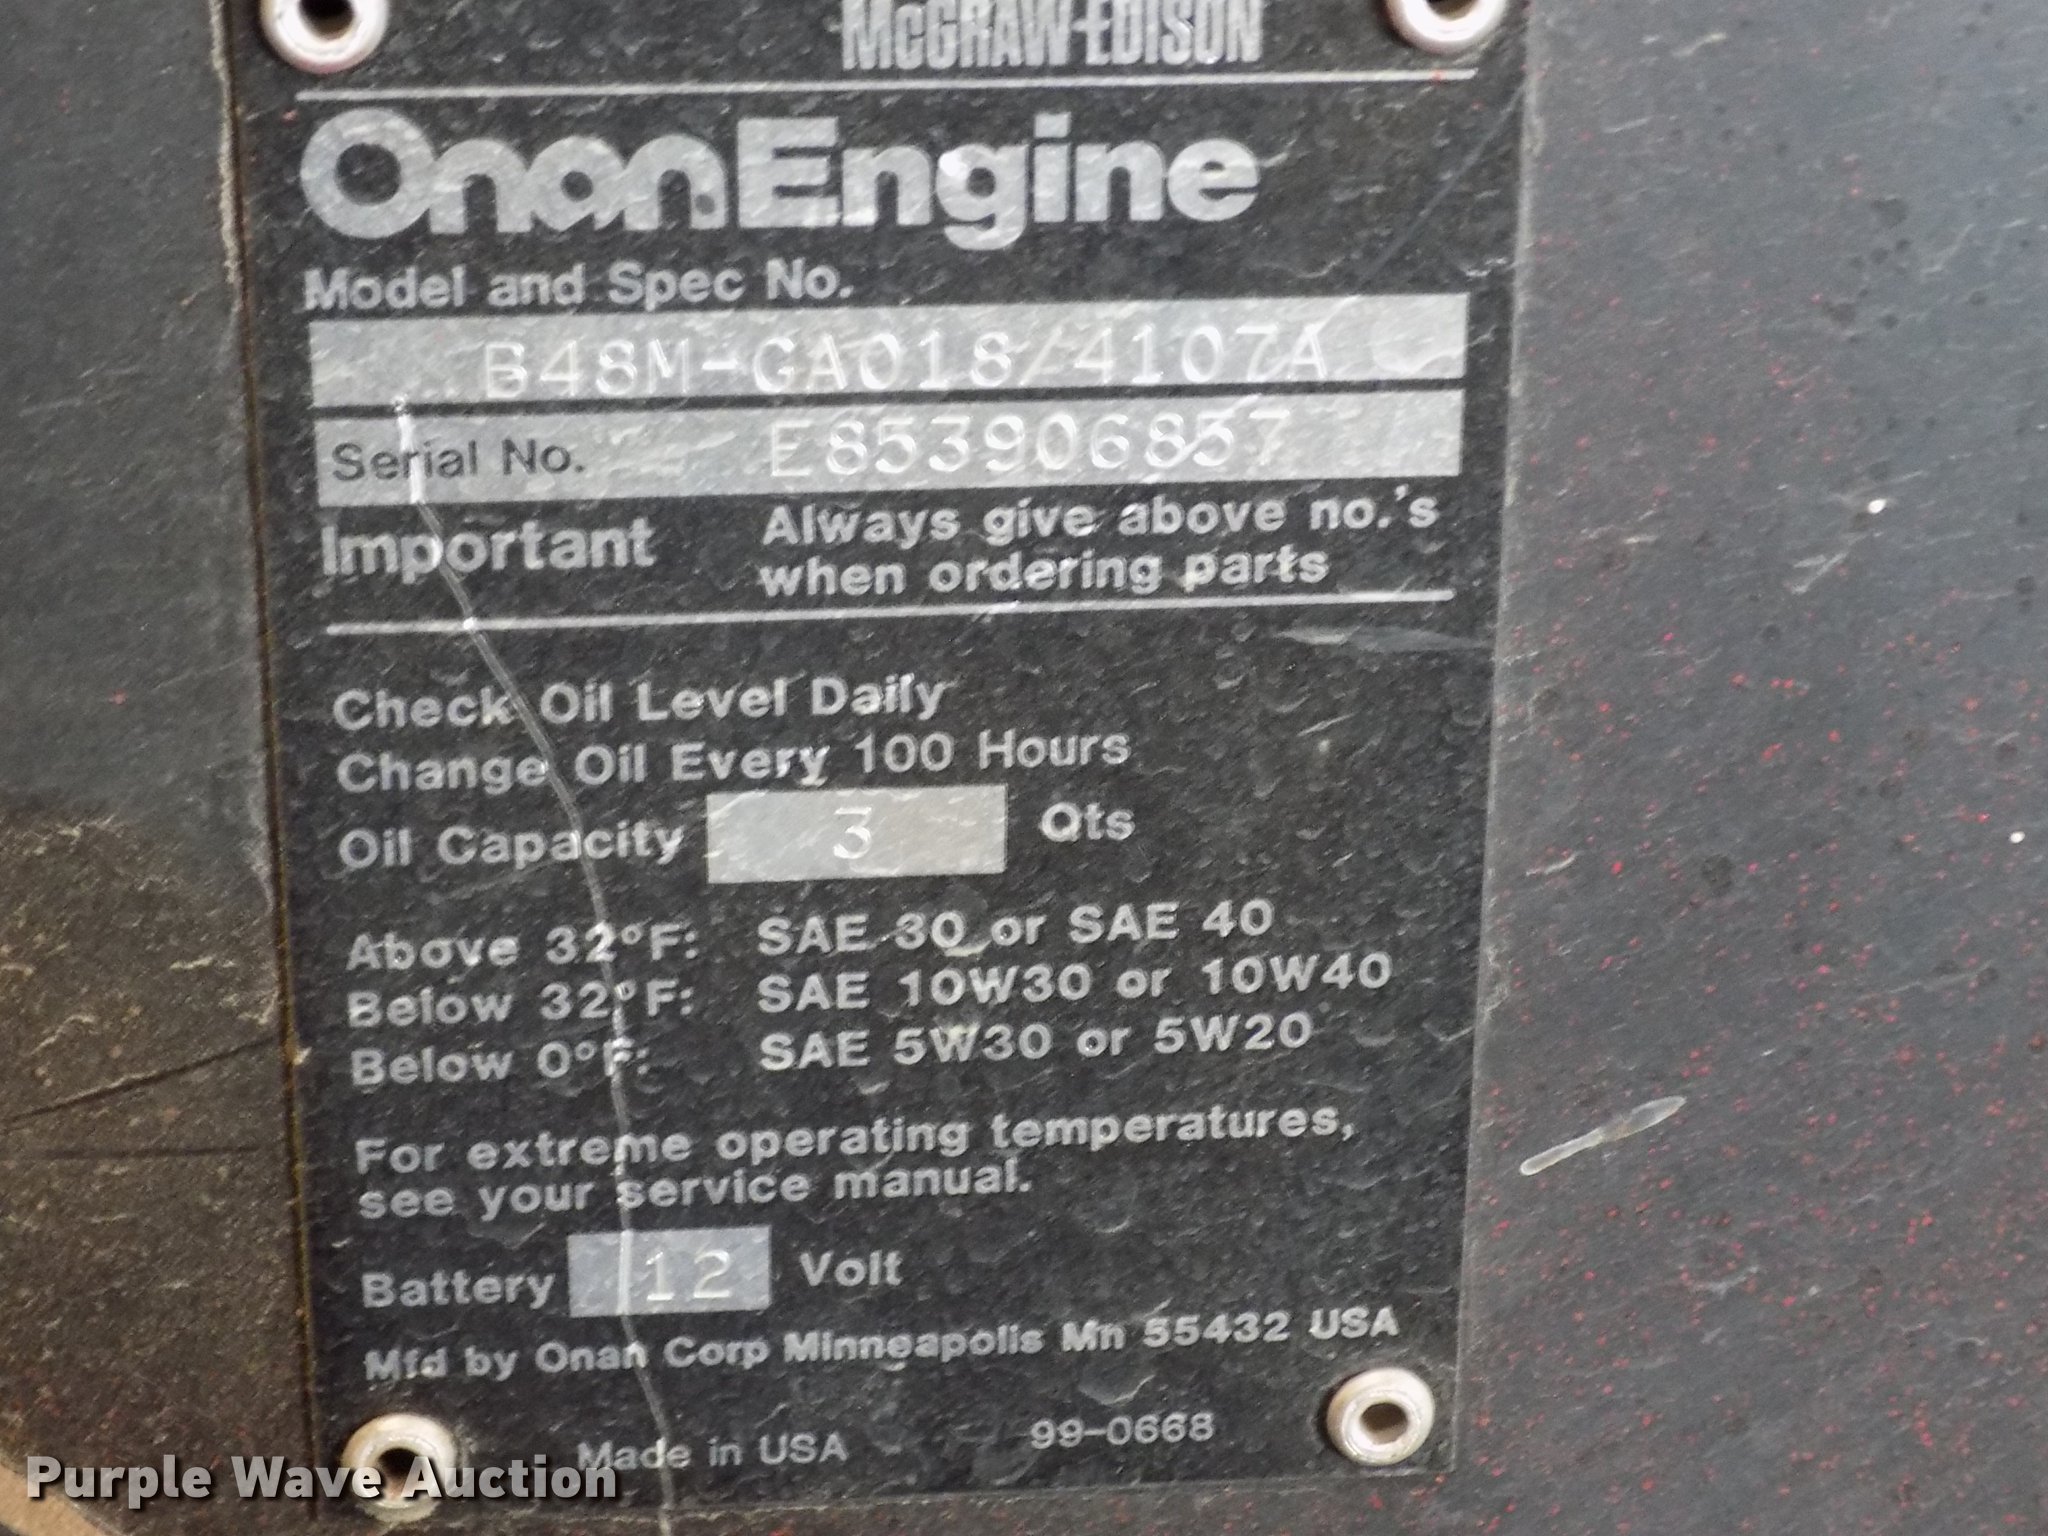 McGRAW-EDISON
Onan Engine
Model and Spec No.
B48M-GA018/4107A
Serial No. E853906857
Important Always give above no.'s
when ordering parts
Check Oil Level Daily
Change Oil Every 100 Hours
Oil Capacity 3 Qts
Above 32°F: SAE 30 or SAE 40
Below 32°F: SAE 10W30 or 10W40
Below 0°F: SAE 5W30 or 5W20
For extreme operating temperatures,
see your service manual.
Battery 12 Volt
Mfd by Onan Corp Minneapolis Mn 55432 USA
Made in USA 99-0668
Purple Wave Auction